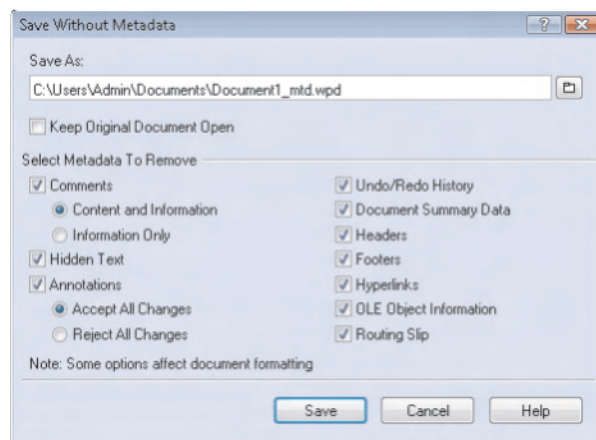 Save Without Metadata
Save As:
C:\Users\Admin\Documents\Document1_mtd.wpd
Keep Original Document Open
Select Metadata To Remove
Comments
Content and Information
Information Only
Hidden Text
Annotations
Accept All Changes
Reject All Changes
Undo/Redo History
Document Summary Data
Headers
Footers
Hyperlinks
OLE Object Information
Routing Slip
Note: Some options affect document formatting
Save Cancel Help